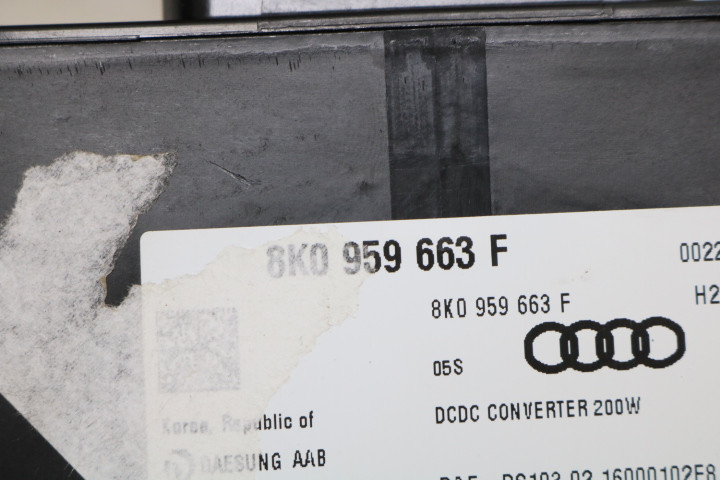 8K0 959 663 F
0022
8K0 959 663 F
H2
05S
DCDC CONVERTER 200W
Korea, Republic of
DAESUNG AAB